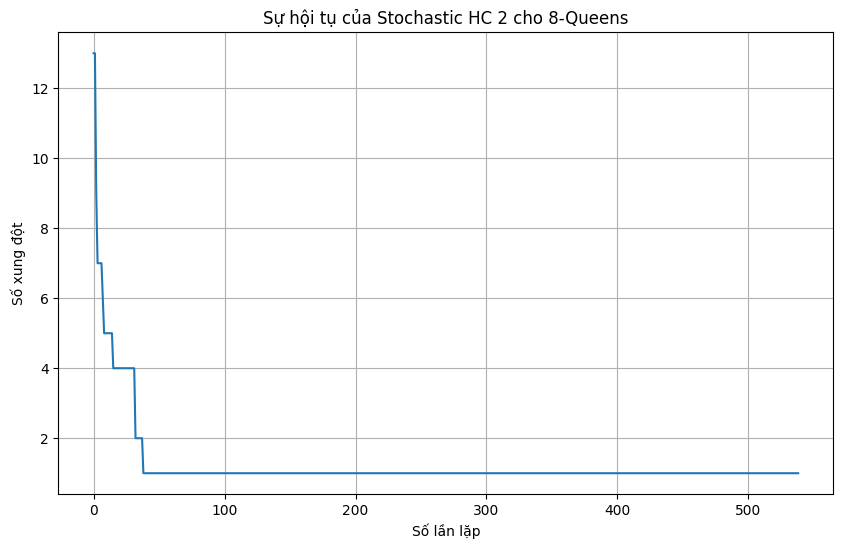 Sự hội tụ của Stochastic HC 2 cho 8-Queens
Số xung đột
12
10
8
6
4
2
0 100 200 300 400 500
Số lần lặp